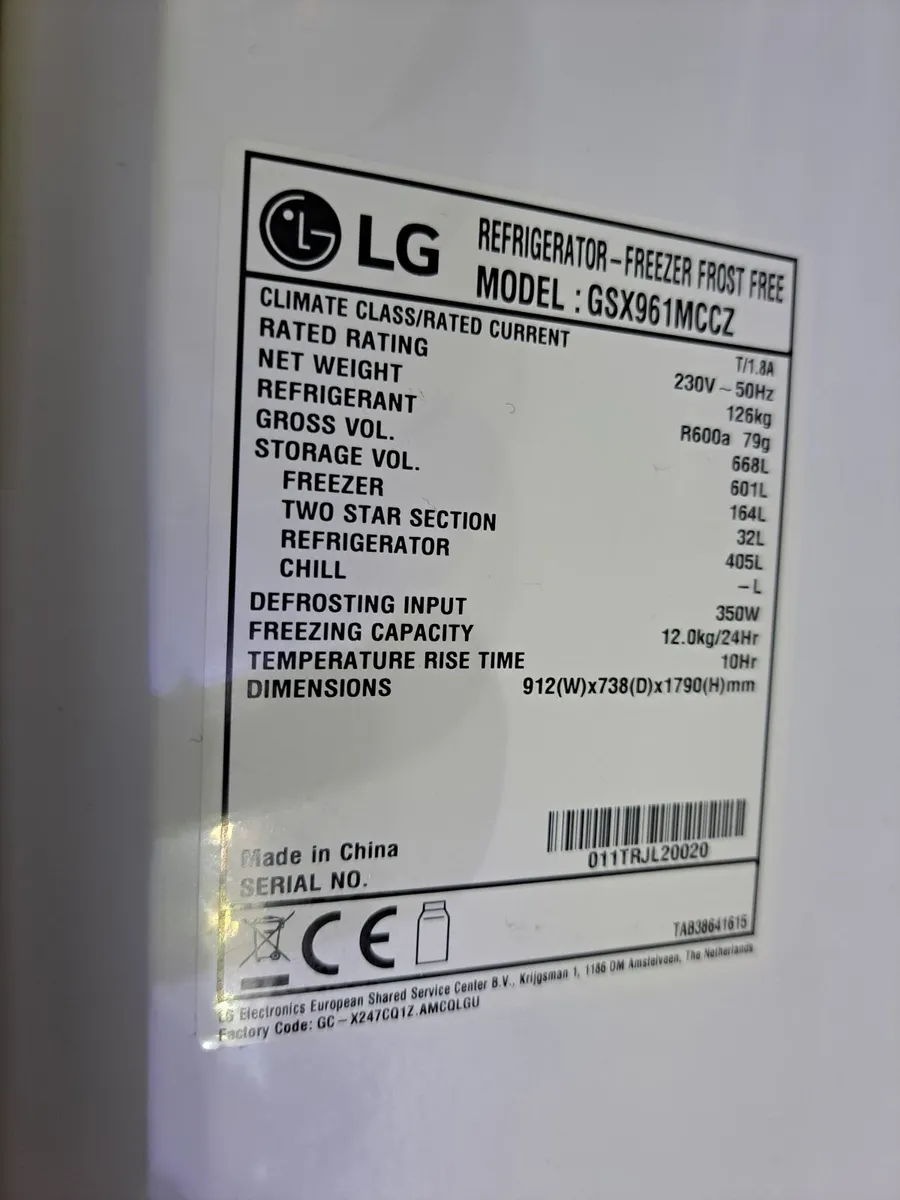 LG REFRIGERATOR-FREEZER FROST FREE
MODEL : GSX961MCCZ
CLIMATE CLASS/RATED CURRENT T/1.8A
RATED RATING 230V ~ 50Hz
NET WEIGHT 126kg
REFRIGERANT R600a 79g
GROSS VOL. 668L
STORAGE VOL. 601L
FREEZER 164L
TWO STAR SECTION 32L
REFRIGERATOR 405L
CHILL -L
DEFROSTING INPUT 350W
FREEZING CAPACITY 12.0kg/24Hr
TEMPERATURE RISE TIME 10Hr
DIMENSIONS 912(W)x738(D)x1790(H)mm
Made in China
SERIAL NO. 011TRJL20020
CE
TAB38641615
LG Electronics European Shared Service Center B.V., Krijgsman 1, 1186 DM Amstelveen, The Netherlands
Factory Code: GC-X247CQ1Z.AMCQLGU